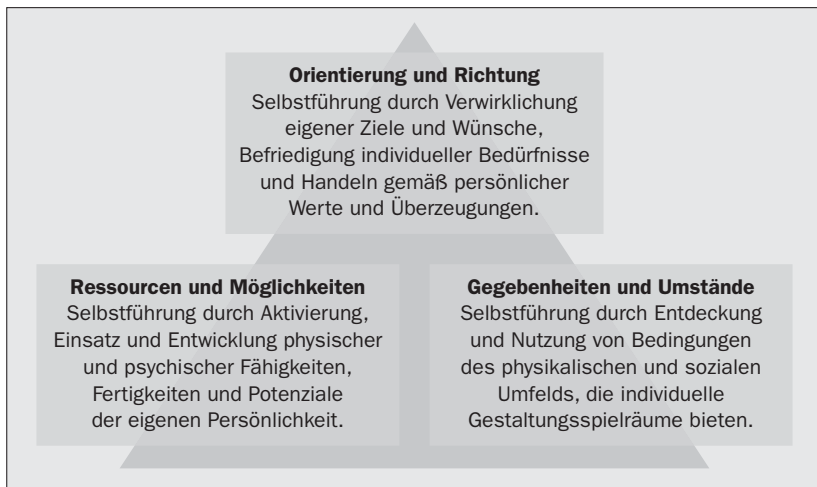 Orientierung und Richtung
Selbstführung durch Verwirklichung
eigener Ziele und Wünsche,
Befriedigung individueller Bedürfnisse
und Handeln gemäß persönlicher
Werte und Überzeugungen.
Ressourcen und Möglichkeiten
Selbstführung durch Aktivierung,
Einsatz und Entwicklung physischer
und psychischer Fähigkeiten,
Fertigkeiten und Potenziale
der eigenen Persönlichkeit.
Gegebenheiten und Umstände
Selbstführung durch Entdeckung
und Nutzung von Bedingungen
des physikalischen und sozialen
Umfelds, die individuelle
Gestaltungsspielräume bieten.